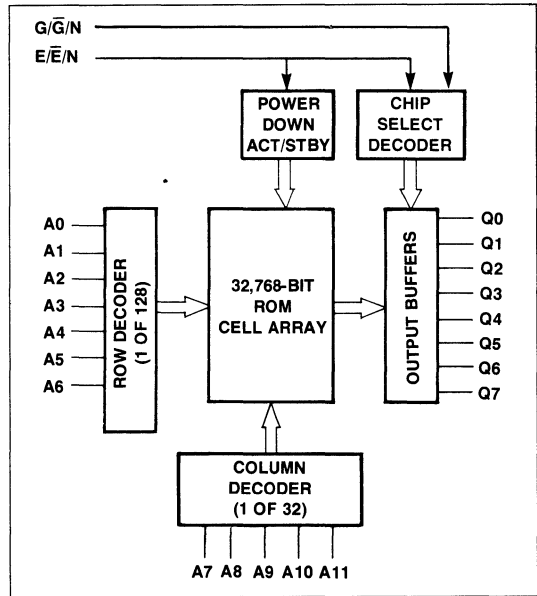 G/G̅/N
E/E̅/N
POWER
DOWN
ACT/STBY
CHIP
SELECT
DECODER
A0
A1
A2
A3
A4
A5
A6
ROW DECODER
(1 OF 128)
32,768-BIT
ROM
CELL ARRAY
OUTPUT BUFFERS
Q0
Q1
Q2
Q3
Q4
Q5
Q6
Q7
COLUMN
DECODER
(1 OF 32)
A7 A8 A9 A10 A11